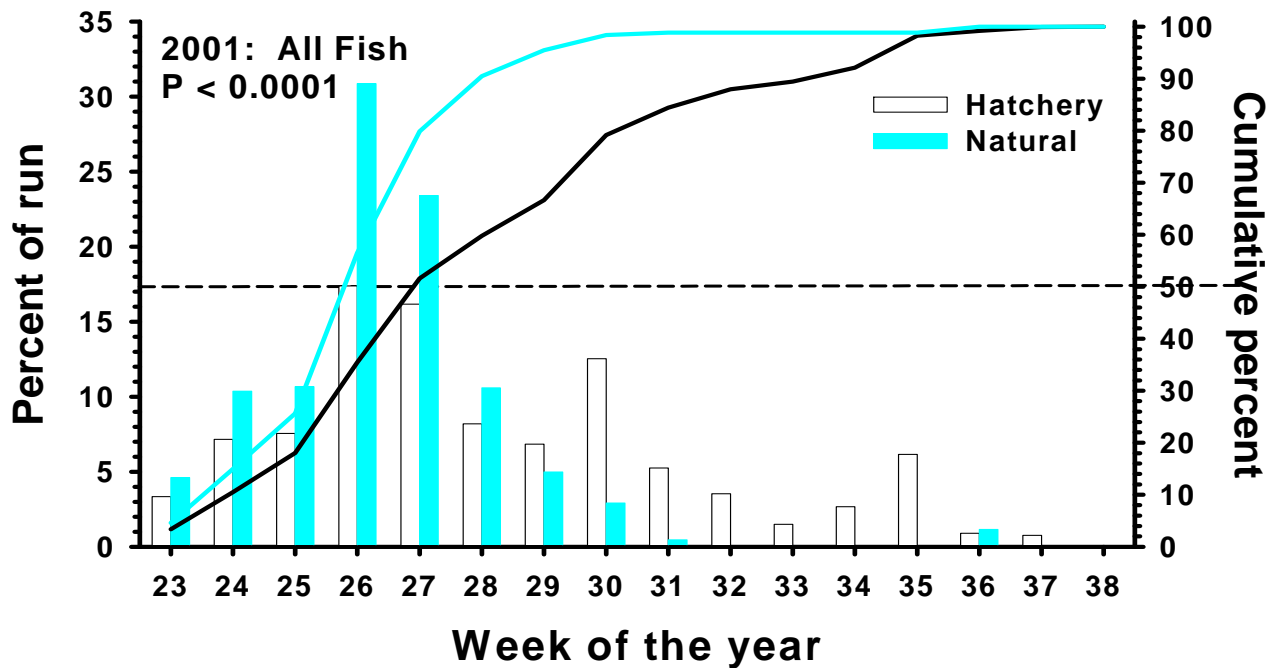 2001: All Fish
P < 0.0001
Hatchery
Natural
Percent of run
35
30
25
20
15
10
5
0
Cumulative percent
100
90
80
70
60
50
40
30
20
10
0
23 24 25 26 27 28 29 30 31 32 33 34 35 36 37 38
Week of the year